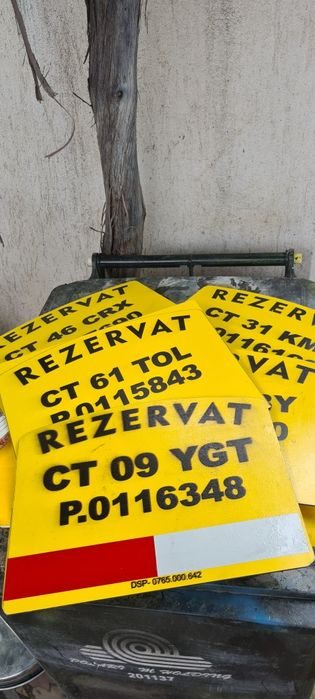 REZERVAT
CT 46 CRX
REZERVAT
CT 31 KM
REZERVAT
CT 61 TOL
P.0115843
REZERVAT
CT 09 YGT
P.0116348
DSP- 0765.000.642
201137